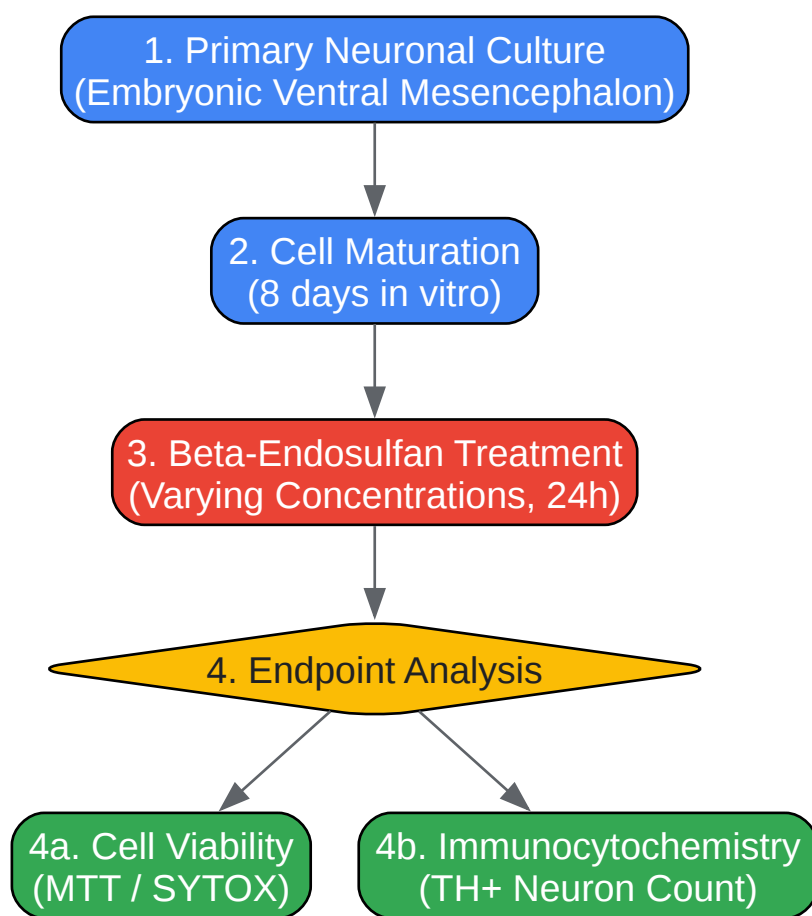 1. Primary Neuronal Culture
(Embryonic Ventral Mesencephalon)
2. Cell Maturation
(8 days in vitro)
3. Beta-Endosulfan Treatment
(Varying Concentrations, 24h)
4. Endpoint Analysis
4a. Cell Viability
(MTT / SYTOX)
4b. Immunocytochemistry
(TH+ Neuron Count)